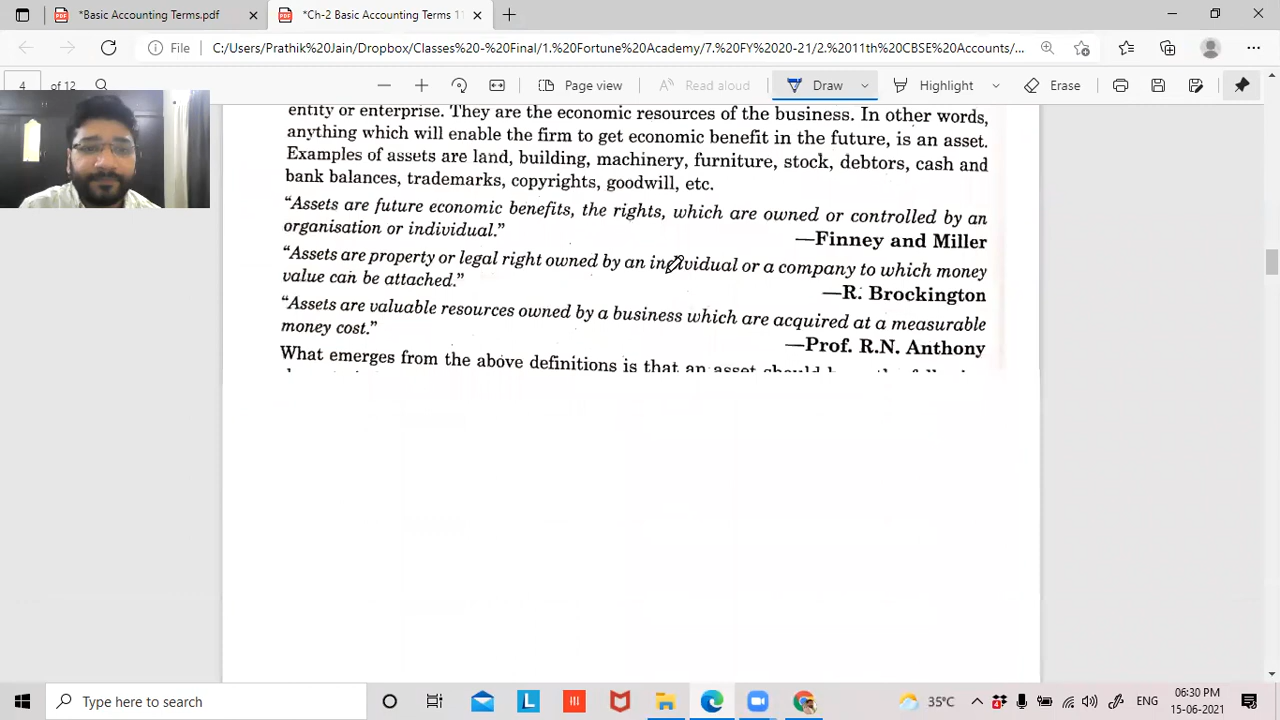 *Basic Accounting Termspf
*Ch-2 Basic Accounting Terms 11
File
C:/Users/Prathik%20Jain/Dropbox/Classes%20-%20Final/1.%20Fortune%20Academy/7.%20FY%2020-21/2.%2011th%20CBSE%20Accounts/...
4 of 12
Page view
Read aloud
Draw
Highlight
Erase
entity or enterprise. They are the economic resources of the business. In other words,
anything which will enable the firm to get economic benefit in the future, is an asset.
Examples of assets are land, building, machinery, furniture, stock, debtors, cash and
bank balances, trademarks, copyrights, goodwill, etc.
“Assets are future economic benefits, the rights, which are owned or controlled by an
organisation or individual.”
—Finney and Miller
“Assets are property or legal right owned by an individual or a company to which money
value can be attached.”
—R. Brockington
“Assets are valuable resources owned by a business which are acquired at a measurable
money cost.”
—Prof. R.N. Anthony
What emerges from the above definitions is that an asset should
Type here to search
35°C
ENG
06:30 PM
15-06-2021